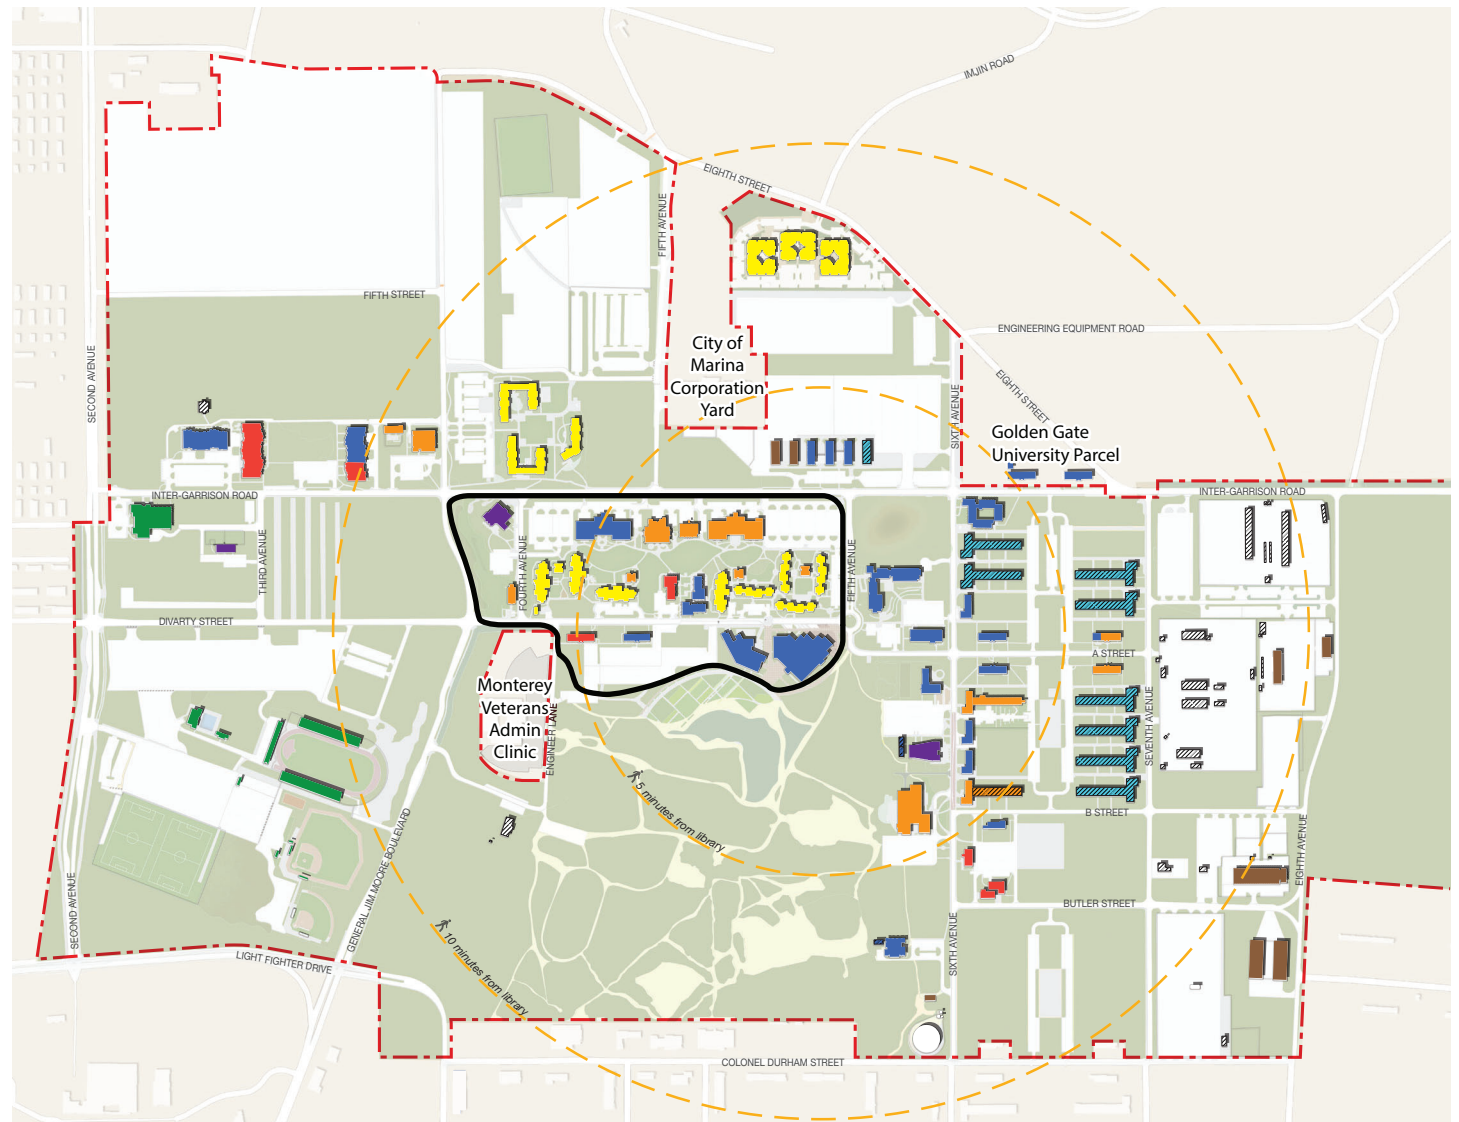 IMJIN ROAD
EIGHTH STREET
FIFTH AVENUE
FIFTH STREET
ENGINEERING EQUIPMENT ROAD
City of
Marina
Corporation
Yard
SECOND AVENUE
EIGHTH STREET
SIXTH AVENUE
Golden Gate
University Parcel
INTER-GARRISON ROAD
INTER-GARRISON ROAD
THIRD AVENUE
FOURTH AVENUE
FIFTH AVENUE
DIVARTY STREET
A STREET
Monterey
Veterans
Admin
Clinic
ENGINEER LANE
SEVENTH AVENUE
5 minutes from library
B STREET
GENERAL JIM MOORE BOULEVARD
EIGHTH AVENUE
SECOND AVENUE
BUTLER STREET
10 minutes from library
SIXTH AVENUE
LIGHT FIGHTER DRIVE
COLONEL DURHAM STREET